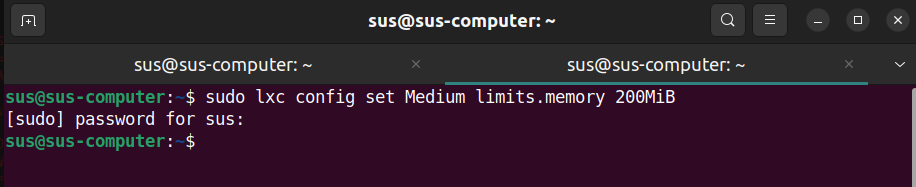 sus@sus-computer: ~
sus@sus-computer: ~
sus@sus-computer: ~
sus@sus-computer:~$ sudo lxc config set Medium limits.memory 200MiB
[sudo] password for sus:
sus@sus-computer:~$